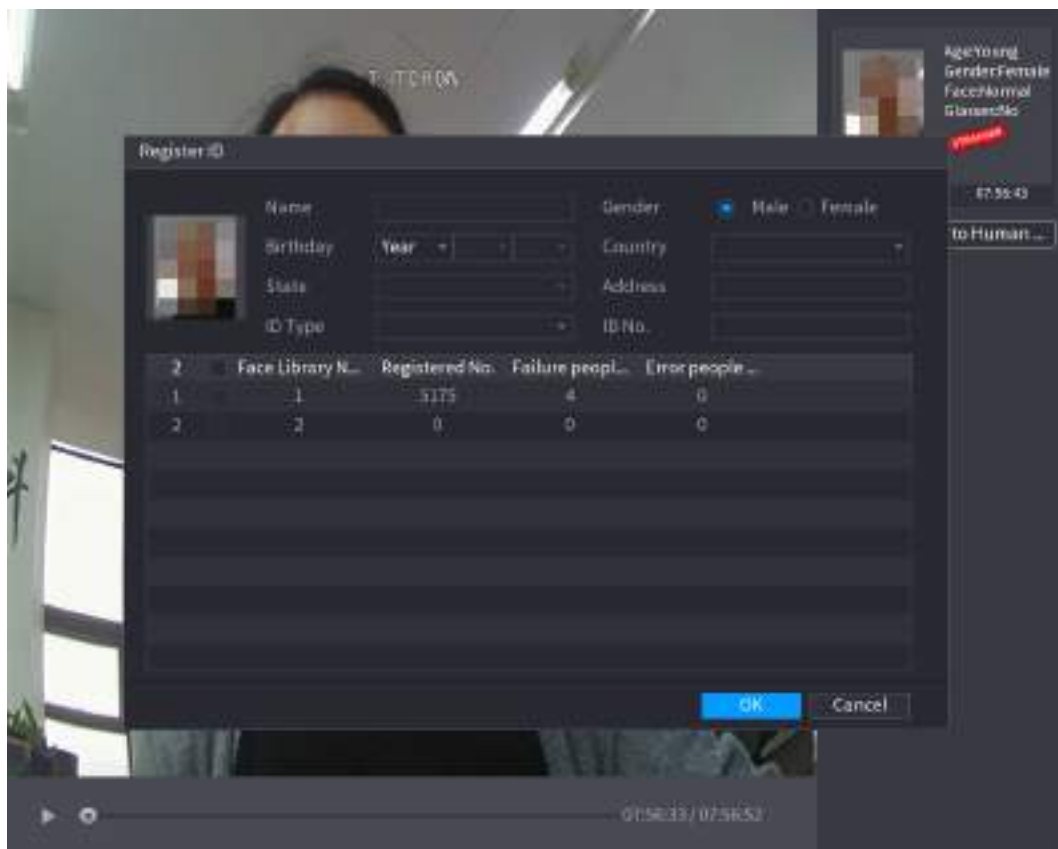 Age:Young
Gender:Female
Face:Normal
Glasses:No
07:56:43
to Human ...
Register ID
Name
Gender
Male
Female
Birthday
Year
Country
State
Address
ID Type
ID No.
2 Face Library N... Registered No. Failure peopl... Error people ...
1 1 5175 4 0
2 2 0 0 0
OK
Cancel
07:56:33 / 07:56:52